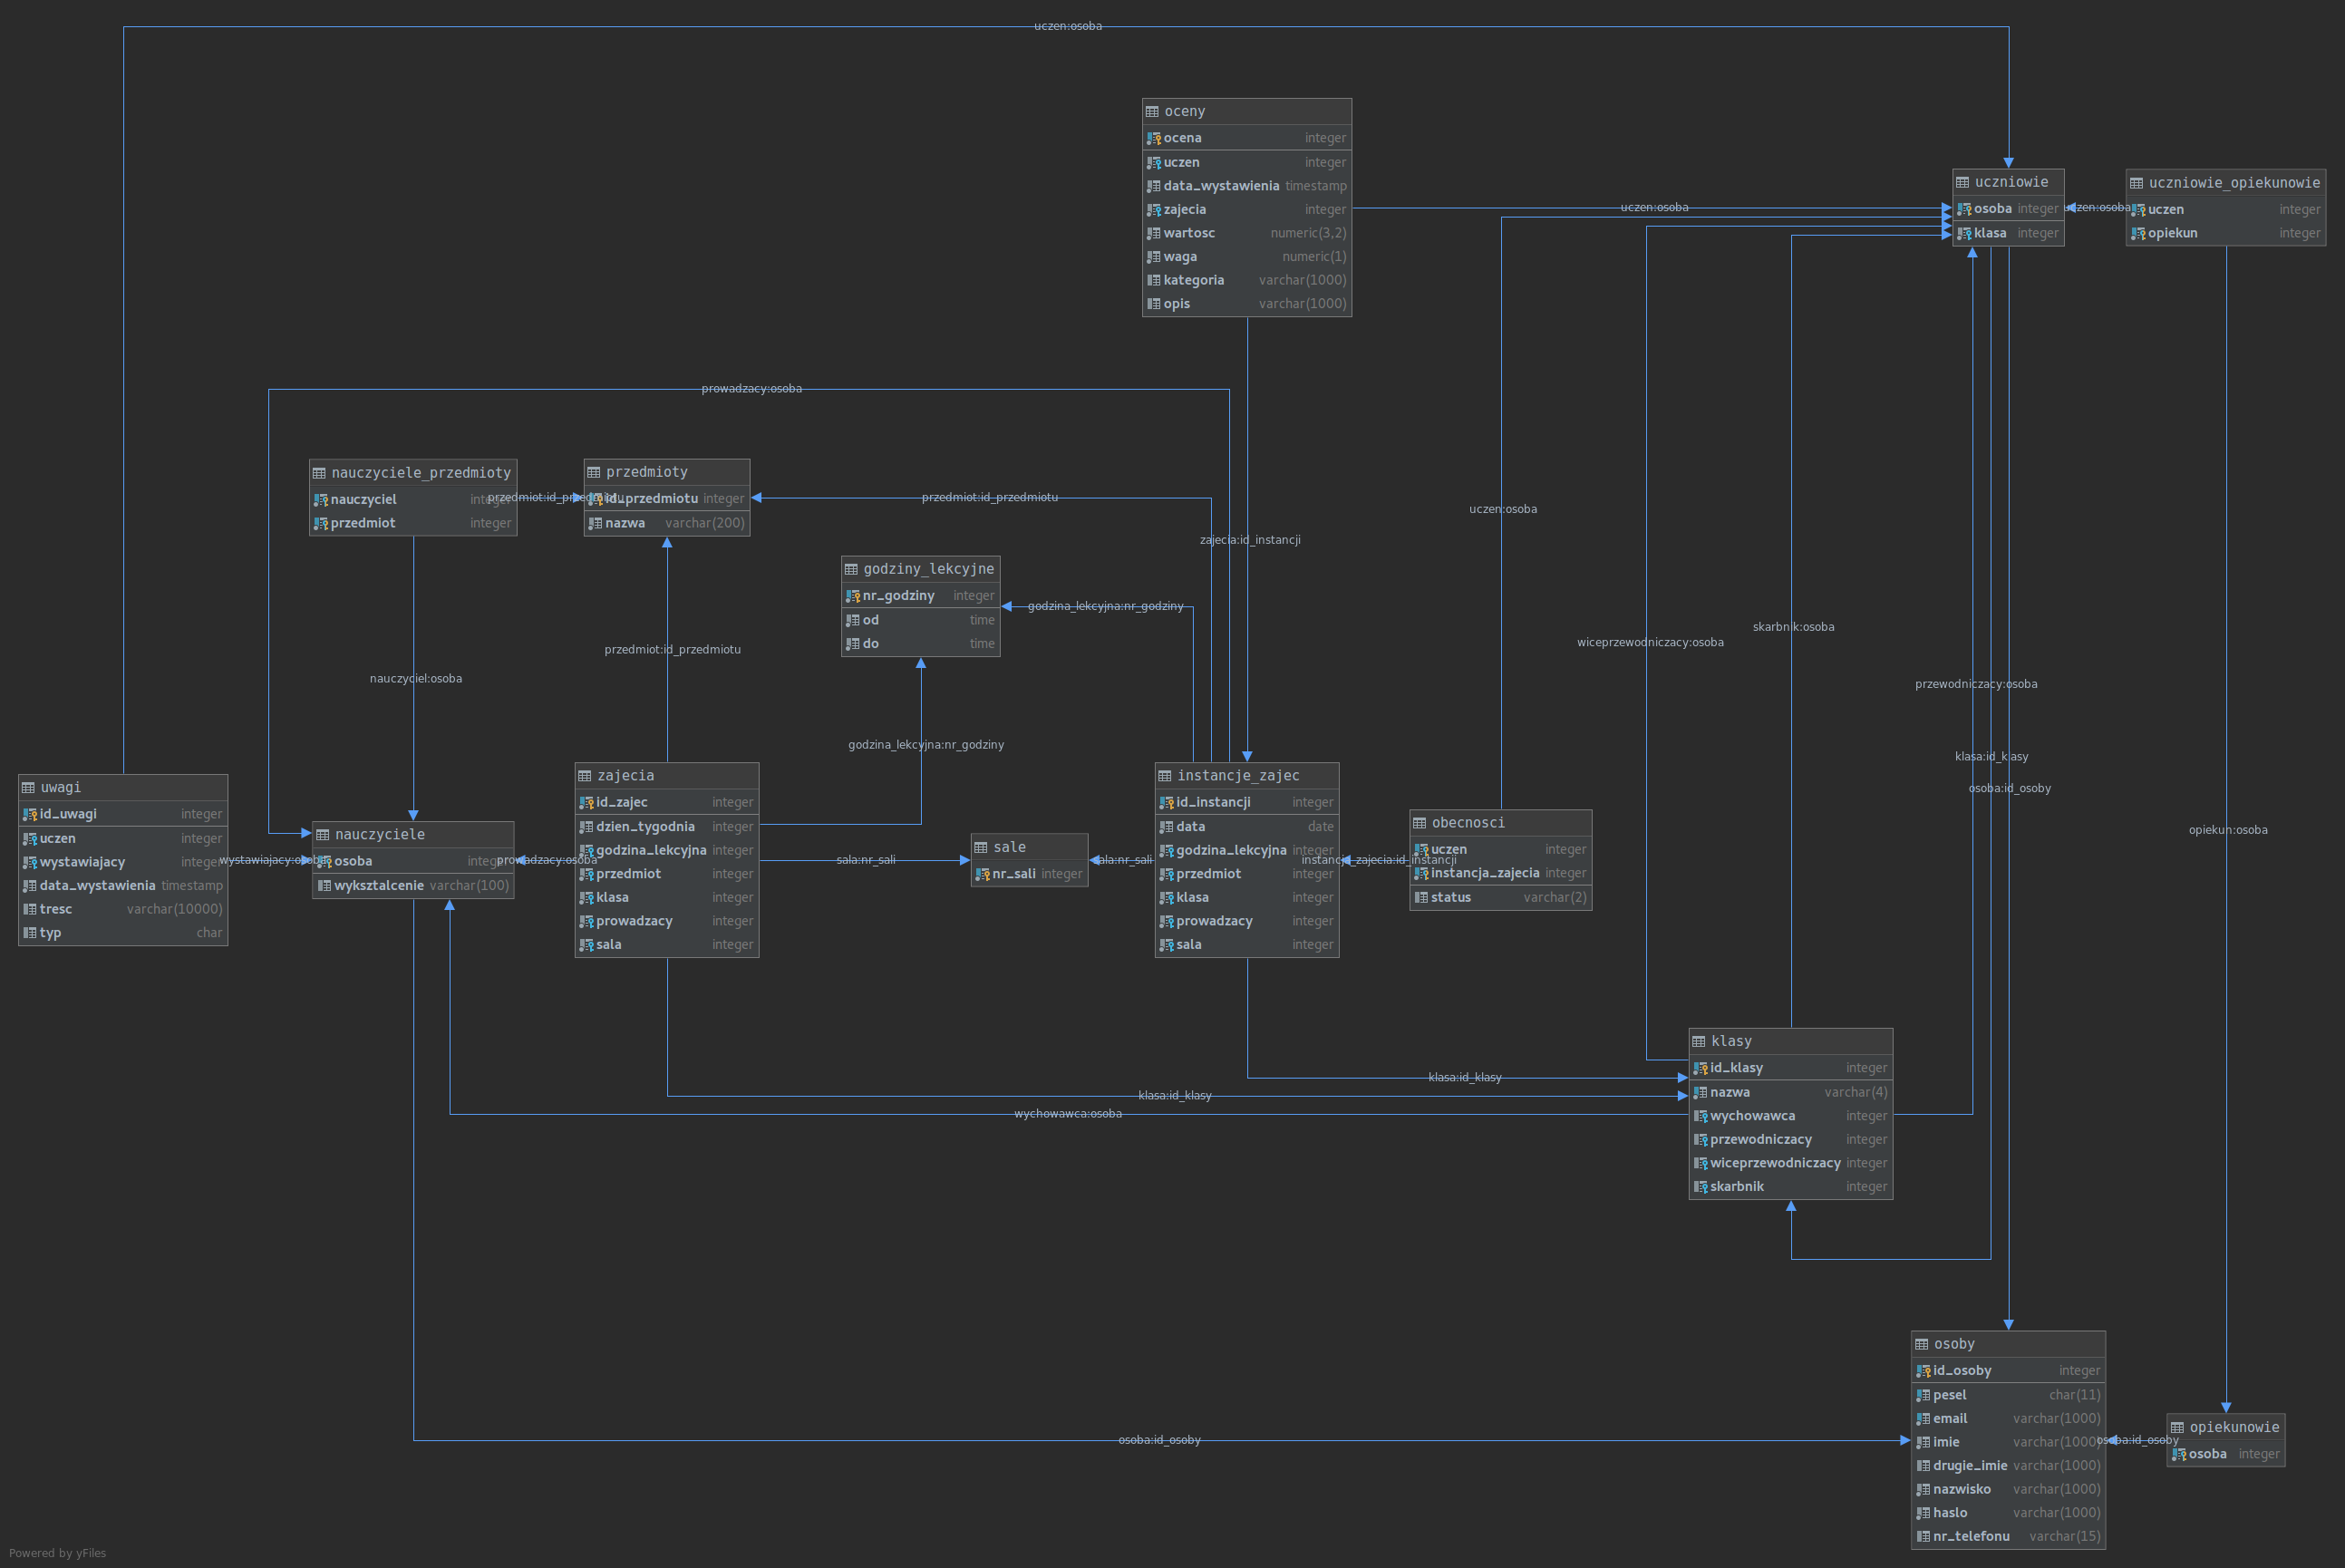 uczen:osoba
oceny
ocena integer
uczen integer
data_wystawienia timestamp
zajecia integer
wartosc numeric(3,2)
waga numeric(1)
kategoria varchar(1000)
opis varchar(1000)
uczniowie
osoba integer
klasa integer
uczniowie_opiekunowie
uczen integer
opiekun integer
uczen:osoba
uczen:osoba
prowadzacy:osoba
nauczyciele_przedmioty
nauczyciel integer
przedmiot integer
przedmiot:id_przedmiotu
przedmioty
id_przedmiotu integer
nazwa varchar(200)
przedmiot:id_przedmiotu
uczen:osoba
zajecia:id_instancji
godziny_lekcyjne
nr_godziny integer
od time
do time
godzina_lekcyjna:nr_godziny
skarbnik:osoba
wiceprzewodniczacy:osoba
przedmiot:id_przedmiotu
nauczyciel:osoba
przewodniczacy:osoba
godzina_lekcyjna:nr_godziny
klasa:id_klasy
osoba:id_osoby
opiekun:osoba
uwagi
id_uwagi integer
uczen integer
wystawiajacy integer
data_wystawienia timestamp
tresc varchar(10000)
typ char
wystawiajacy:osoba
nauczyciele
osoba integer
wyksztalcenie varchar(100)
prowadzacy:osoba
zajecia
id_zajec integer
dzien_tygodnia integer
godzina_lekcyjna integer
przedmiot integer
klasa integer
prowadzacy integer
sala integer
sala:nr_sali
sale
nr_sali integer
sala:nr_sali
instancje_zajec
id_instancji integer
data date
godzina_lekcyjna integer
przedmiot integer
klasa integer
prowadzacy integer
sala integer
instancja_zajecia:id_instancji
obecnosci
uczen integer
instancja_zajecia integer
status varchar(2)
klasy
id_klasy integer
nazwa varchar(4)
wychowawca integer
przewodniczacy integer
wiceprzewodniczacy integer
skarbnik integer
klasa:id_klasy
klasa:id_klasy
wychowawca:osoba
osoby
id_osoby integer
pesel char(11)
email varchar(1000)
imie varchar(1000)
drugie_imie varchar(1000)
nazwisko varchar(1000)
haslo varchar(1000)
nr_telefonu varchar(15)
osoba:id_osoby
osoba:id_osoby
opiekunowie
osoba integer
Powered by yFiles